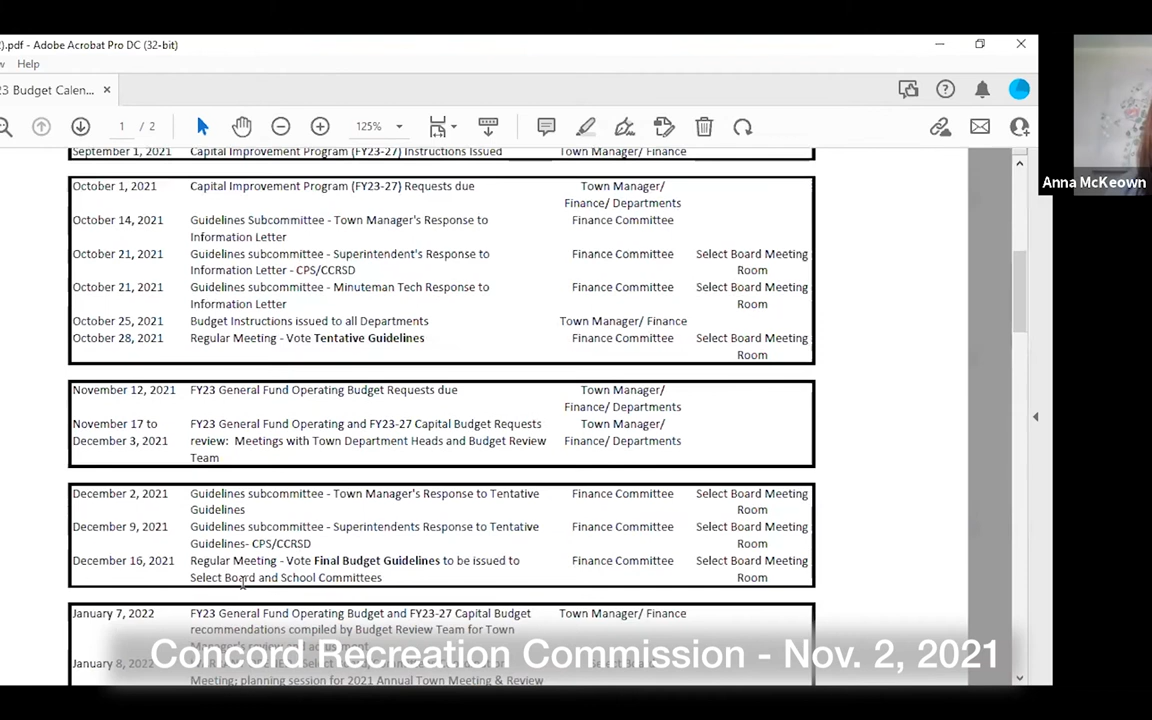 ).pdf - Adobe Acrobat Pro DC (32-bit)
w Help
23 Budget Calen... ×
1 / 2 125%
Anna McKeown
September 1, 2021 Capital Improvement Program (FY23-27) Instructions Issued Town Manager/ Finance
October 1, 2021 Capital Improvement Program (FY23-27) Requests due Town Manager/
Finance/ Departments
October 14, 2021 Guidelines Subcommittee - Town Manager's Response to Finance Committee
Information Letter
October 21, 2021 Guidelines subcommittee - Superintendent's Response to Finance Committee Select Board Meeting
Information Letter - CPS/CCRSD Room
October 21, 2021 Guidelines subcommittee - Minuteman Tech Response to Finance Committee Select Board Meeting
Information Letter Room
October 25, 2021 Budget Instructions issued to all Departments Town Manager/ Finance
October 28, 2021 Regular Meeting - Vote Tentative Guidelines Finance Committee Select Board Meeting
Room
November 12, 2021 FY23 General Fund Operating Budget Requests due Town Manager/
Finance/ Departments
November 17 to FY23 General Fund Operating and FY23-27 Capital Budget Requests Town Manager/
December 3, 2021 review: Meetings with Town Department Heads and Budget Review Finance/ Departments
Team
December 2, 2021 Guidelines subcommittee - Town Manager's Response to Tentative Finance Committee Select Board Meeting
Guidelines Room
December 9, 2021 Guidelines subcommittee - Superintendents Response to Tentative Finance Committee Select Board Meeting
Guidelines- CPS/CCRSD Room
December 16, 2021 Regular Meeting - Vote Final Budget Guidelines to be issued to Finance Committee Select Board Meeting
Select Board and School Committees Room
January 7, 2022 FY23 General Fund Operating Budget and FY23-27 Capital Budget Town Manager/ Finance
recommendations compiled by Budget Review Team for Town
Concord Recreation Commission - Nov. 2, 2021
January 8, 2022
Meeting; planning session for 2021 Annual Town Meeting & Review